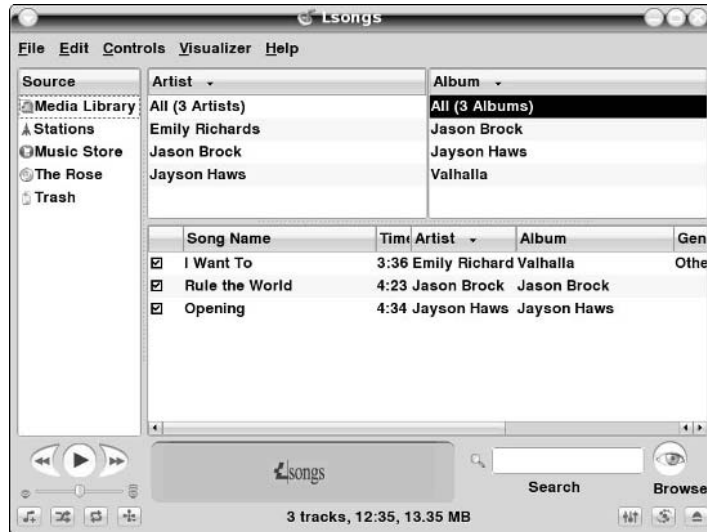 Lsongs
File Edit Controls Visualizer Help
Source
Media Library
Stations
Music Store
The Rose
Trash
Artist
All (3 Artists)
Emily Richards
Jason Brock
Jayson Haws
Album
All (3 Albums)
Jason Brock
Jayson Haws
Valhalla
Song Name Time Artist Album Gen
I Want To 3:36 Emily Richard Valhalla Othe
Rule the World 4:23 Jason Brock Jason Brock
Opening 4:34 Jayson Haws Jayson Haws
Lsongs
Search
Browse
3 tracks, 12:35, 13.35 MB